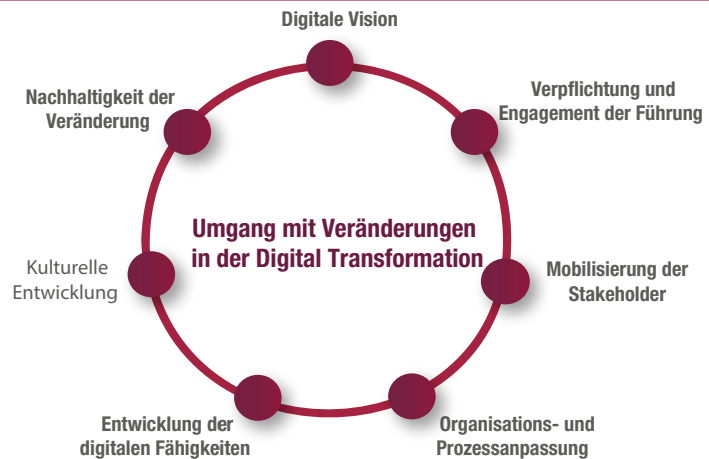 Digitale Vision
Verpflichtung und
Engagement der Führung
Nachhaltigkeit der
Veränderung
Umgang mit Veränderungen
in der Digital Transformation
Kulturelle
Entwicklung
Mobilisierung der
Stakeholder
Entwicklung der
digitalen Fähigkeiten
Organisations- und
Prozessanpassung